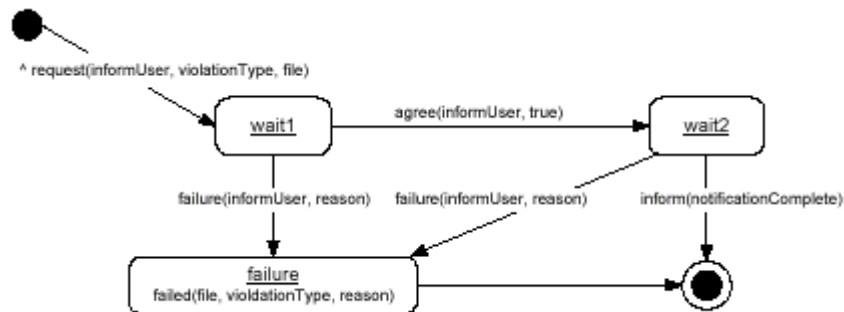 ^ request(informUser, violationType, file)
wait1
agree(informUser, true)
wait2
failure(informUser, reason)
failure(informUser, reason)
inform(notificationComplete)
failure
failed(file, violdationType, reason)